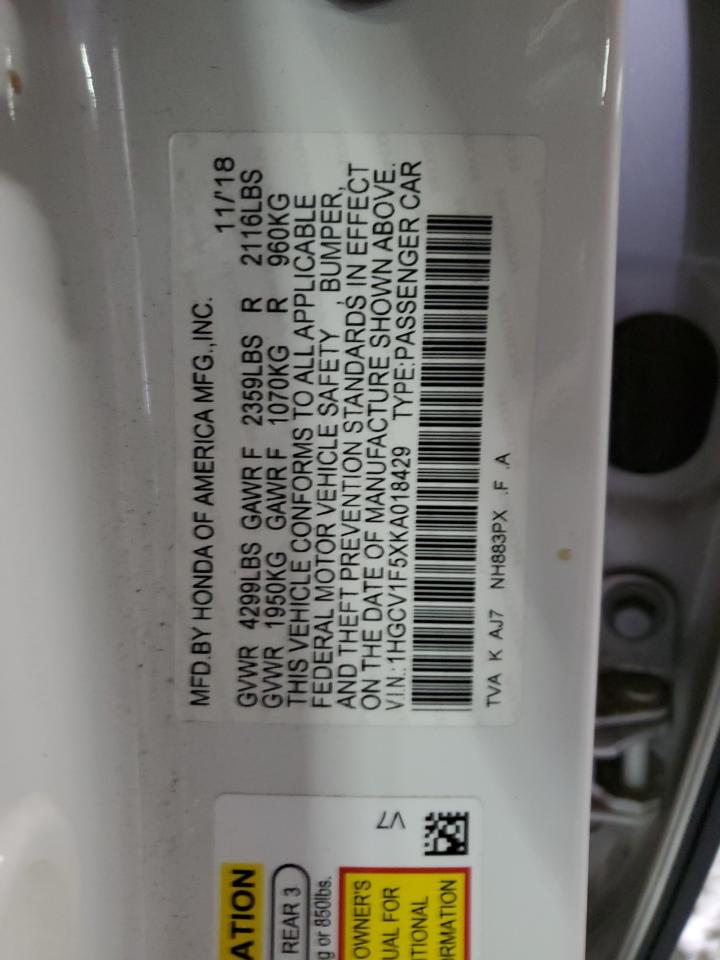 MFD.BY HONDA OF AMERICA MFG.,INC. 11/'18
GVWR 4299LBS GAWR F 2359LBS R 2116LBS
GVWR 1950KG GAWR F 1070KG R 960KG
THIS VEHICLE CONFORMS TO ALL APPLICABLE
FEDERAL MOTOR VEHICLE SAFETY , BUMPER,
AND THEFT PREVENTION STANDARDS IN EFFECT
ON THE DATE OF MANUFACTURE SHOWN ABOVE.
V.I.N.: 1HGCV1F5XKA018429 TYPE:PASSENGER CAR
TVA K AJ7 NH883PX .F .A
V7
ATION
REAR 3
g or 850lbs.
OWNER'S
UAL FOR
TIONAL
ORMATION